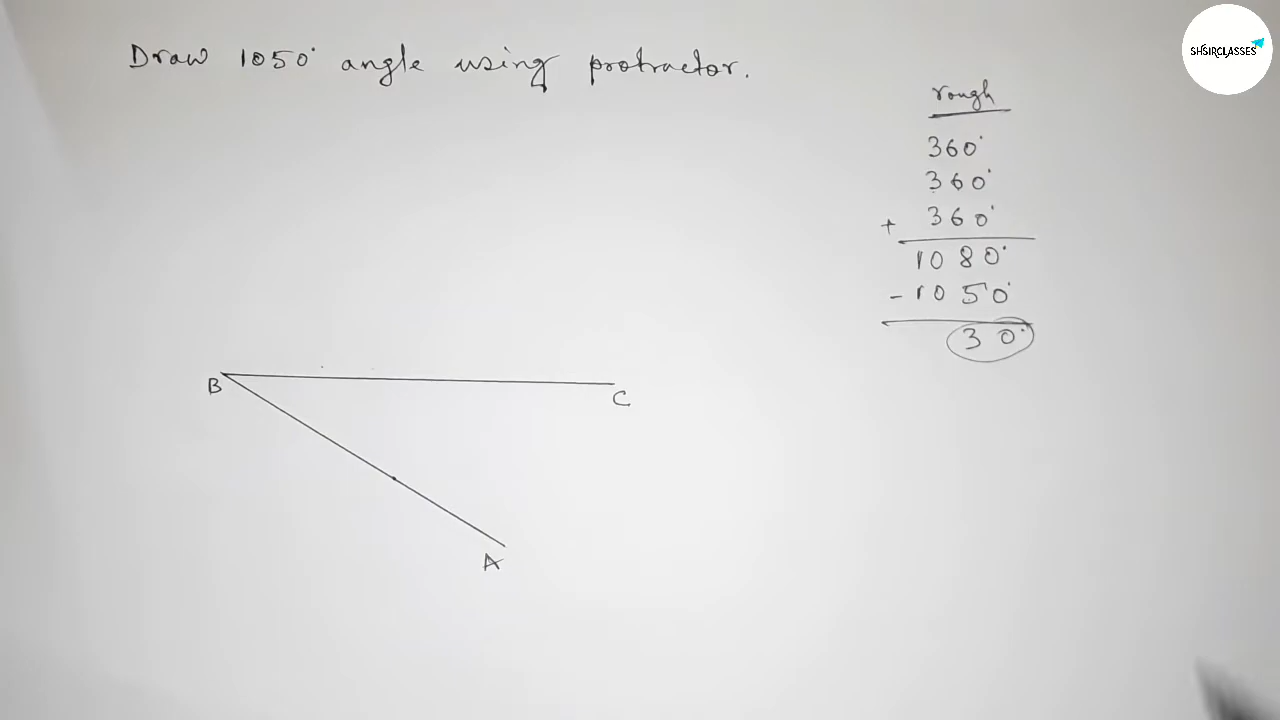 Draw 1050° angle using protractor.
SHSIRCLASSES
rough
360°
360°
+ 360°
1080°
- 1050°
30°
B
C
A